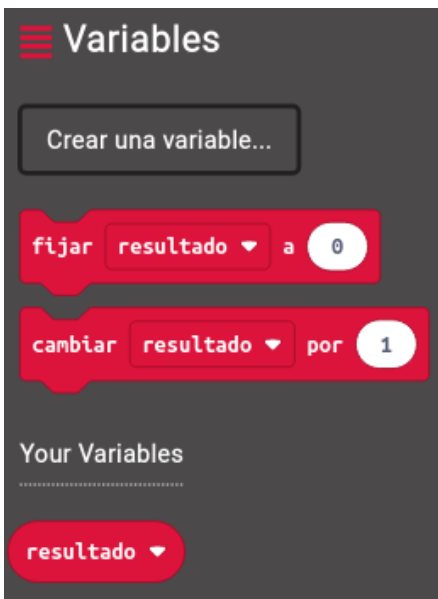 Variables
Crear una variable...
fijar resultado a 0
cambiar resultado por 1
Your Variables
resultado